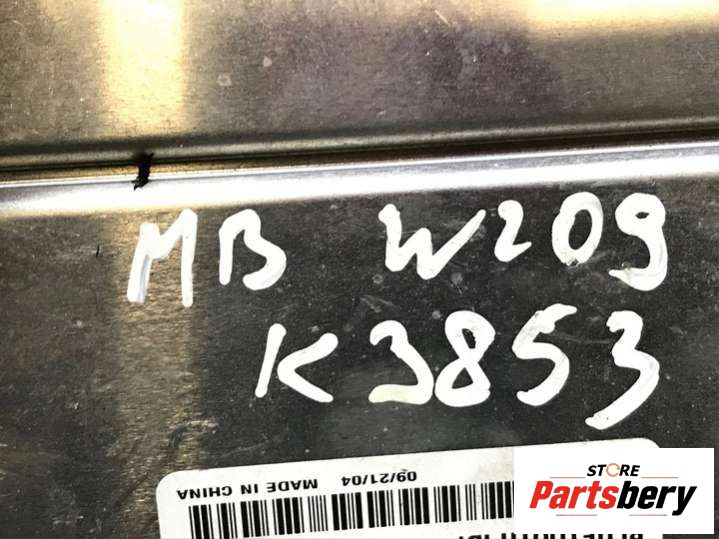 MB W209
K3853
09/21/04 MADE IN CHINA
STORE
Partsbery